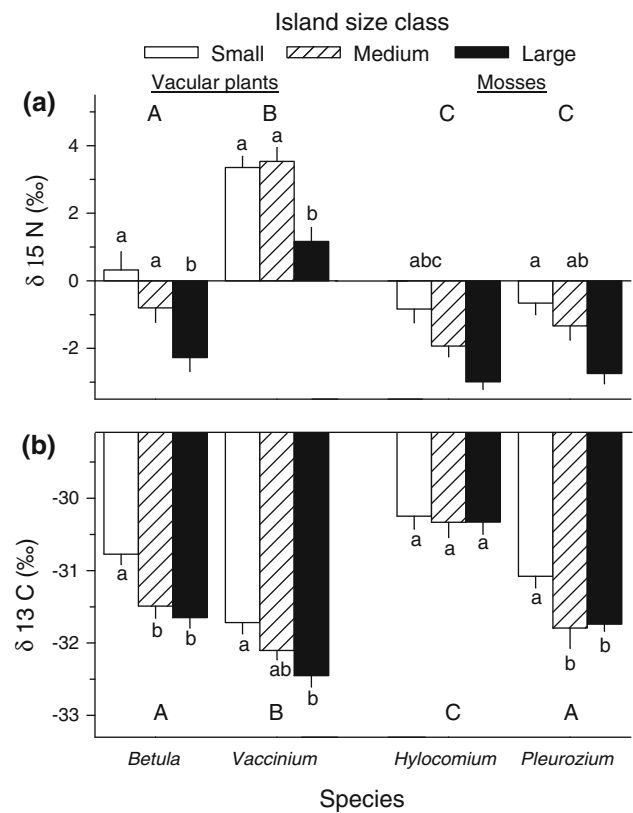 Island size class
Small Medium Large
Vacular plants Mosses
(a)
A B C C
δ 15 N (‰)
4
2
0
-2
a a b
a a b
abc
a ab
(b)
δ 13 C (‰)
-30
-31
-32
-33
a b b
a ab b
a a a
a b b
A B C A
Betula Vaccinium Hylocomium Pleurozium
Species